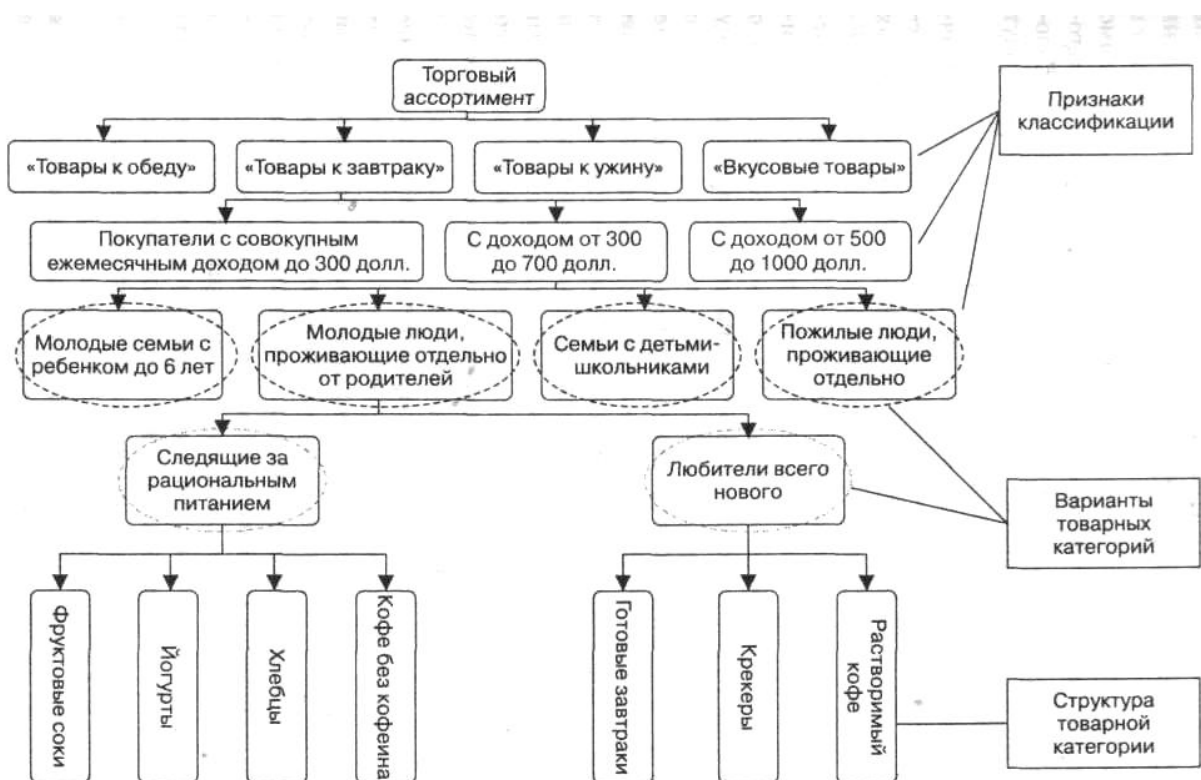 Торговый
ассортимент
Признаки
классификации
«Товары к обеду»
«Товары к завтраку»
«Товары к ужину»
«Вкусовые товары»
Покупатели с совокупным
ежемесячным доходом до 300 долл.
С доходом от 300
до 700 долл.
С доходом от 500
до 1000 долл.
Молодые семьи с
ребенком до 6 лет
Молодые люди,
проживающие отдельно
от родителей
Семьи с детьми-
школьниками
Пожилые люди,
проживающие
отдельно
Следящие за
рациональным
питанием
Любители всего
нового
Варианты
товарных
категорий
Фруктовые соки
Йогурты
Хлебцы
Кофе без кофеина
Готовые завтраки
Крекеры
Растворимый
кофе
Структура
товарной
категории